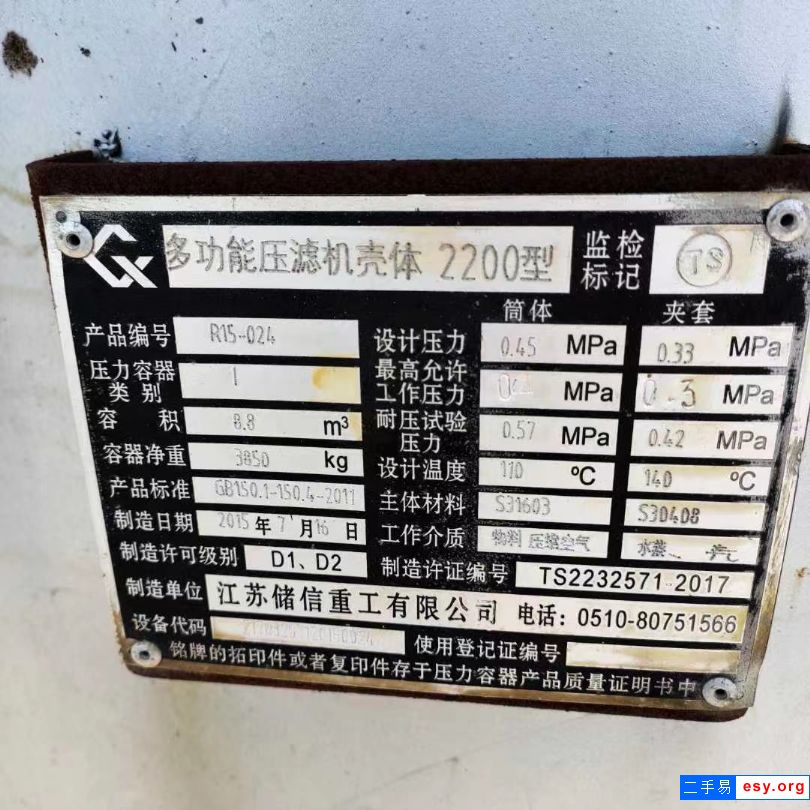 多功能压滤机壳体 2200型 监检标记 TS
筒体 夹套
产品编号 R15-024 设计压力 0.45 MPa 0.33 MPa
压力容器类别 I 最高允许工作压力 MPa 0.3 MPa
容积 8.8 m³ 耐压试验压力 0.57 MPa 0.42 MPa
容器净重 3850 kg 设计温度 110 ℃ 140 ℃
产品标准 GB150.1-150.4-2011 主体材料 S31603 S30408
制造日期 2015年7月16日 工作介质 物料 压缩空气
制造许可级别 D1、D2 制造许证编号 TS2232571-2017
制造单位 江苏储信重工有限公司 电话：0510-80751566
设备代码 使用登记证编号
铭牌的拓印件或者复印件存于压力容器产品质量证明书中
二手易 esy.org